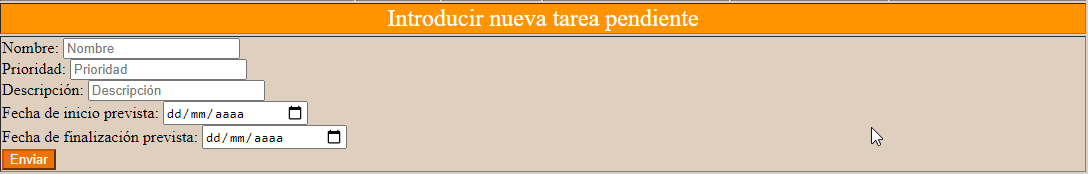 Introducir nueva tarea pendiente
Nombre: Nombre
Prioridad: Prioridad
Descripción: Descripción
Fecha de inicio prevista: dd/mm/aaaa
Fecha de finalización prevista: dd/mm/aaaa
Enviar